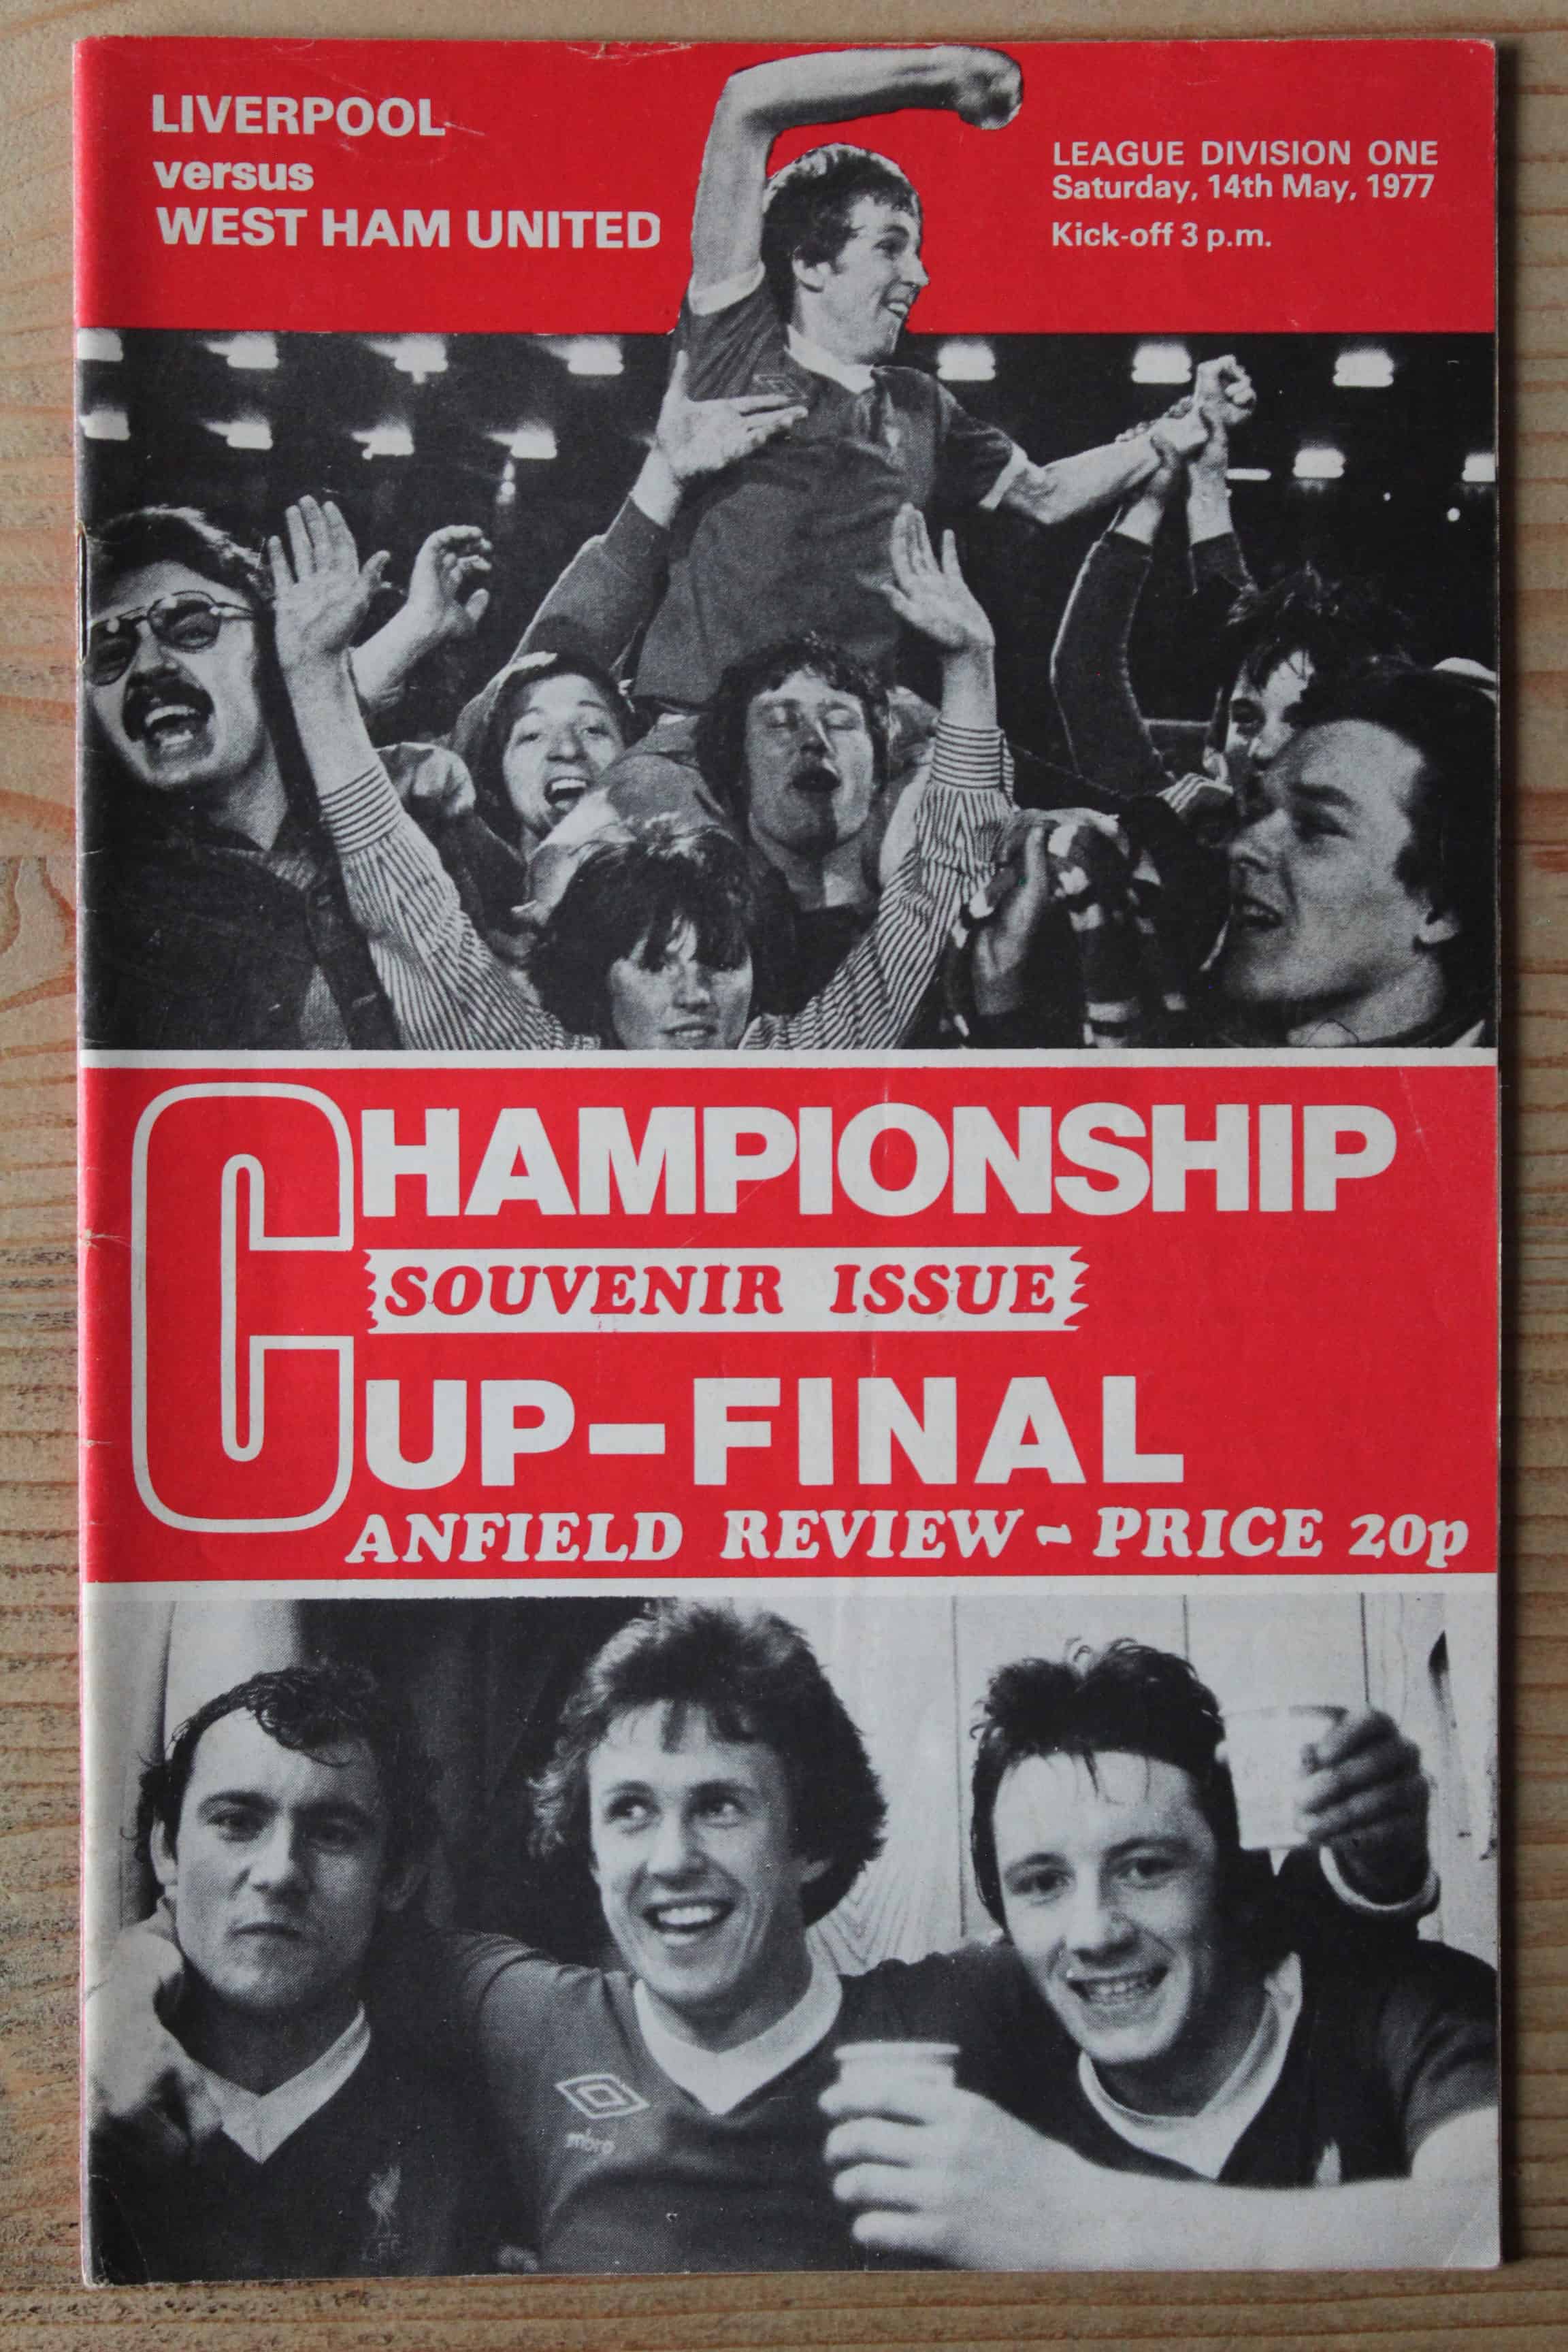 LIVERPOOL
versus
WEST HAM UNITED
LEAGUE DIVISION ONE
Saturday, 14th May, 1977
Kick-off 3 p.m.
CHAMPIONSHIP
SOUVENIR ISSUE
CUP-FINAL
ANFIELD REVIEW - PRICE 20p
mbro